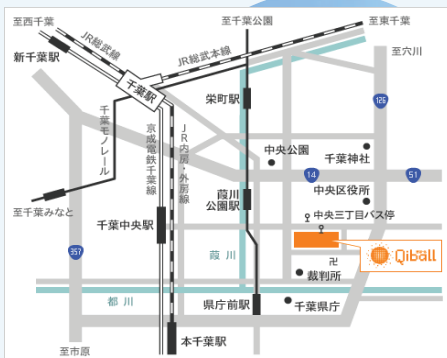 至西千葉
至千葉公園
至東千葉
JR総武線
JR総武本線
新千葉駅
千葉駅
至穴川
栄町駅
126
千葉モノレール
京成電鉄千葉線
JR内房・外房線
中央公園
千葉神社
14
51
葭川
公園駅
中央区役所
至千葉みなと
千葉中央駅
中央三丁目バス停
357
葭川
卍
Qiball
裁判所
都川
県庁前駅
千葉県庁
本千葉駅
至市原